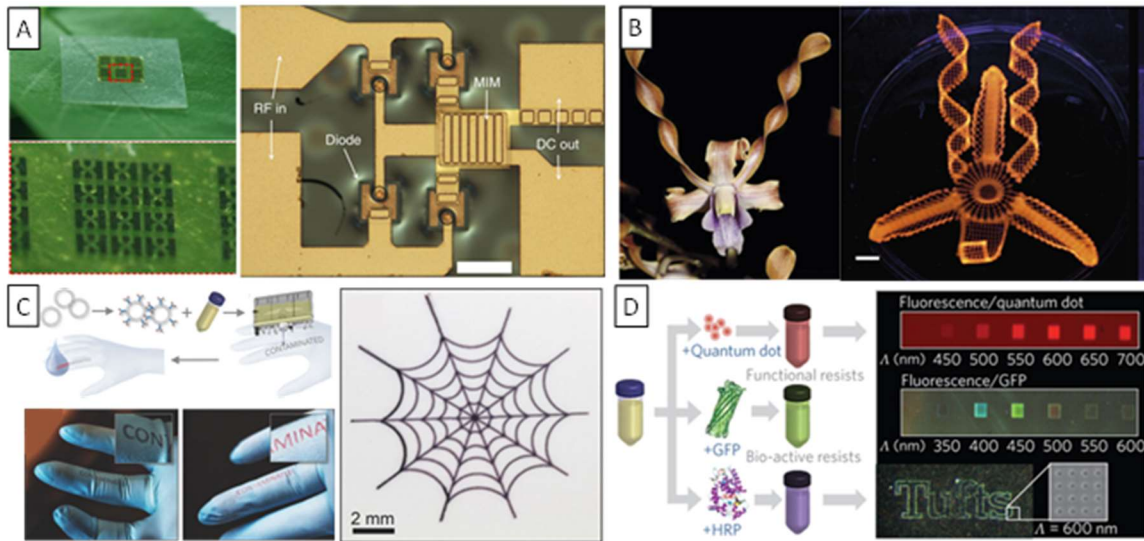 A
RF in
Diode
MIM
DC out
B
C
+
CONTAMINATED
CON
MINA
2 mm
D
+Quantum dot
Functional resists
+GFP
Bio-active resists
+HRP
Fluorescence/quantum dot
Λ (nm) 450 500 550 600 650 700
Fluorescence/GFP
Λ (nm) 350 400 450 500 550 600
Tufts
Λ = 600 nm